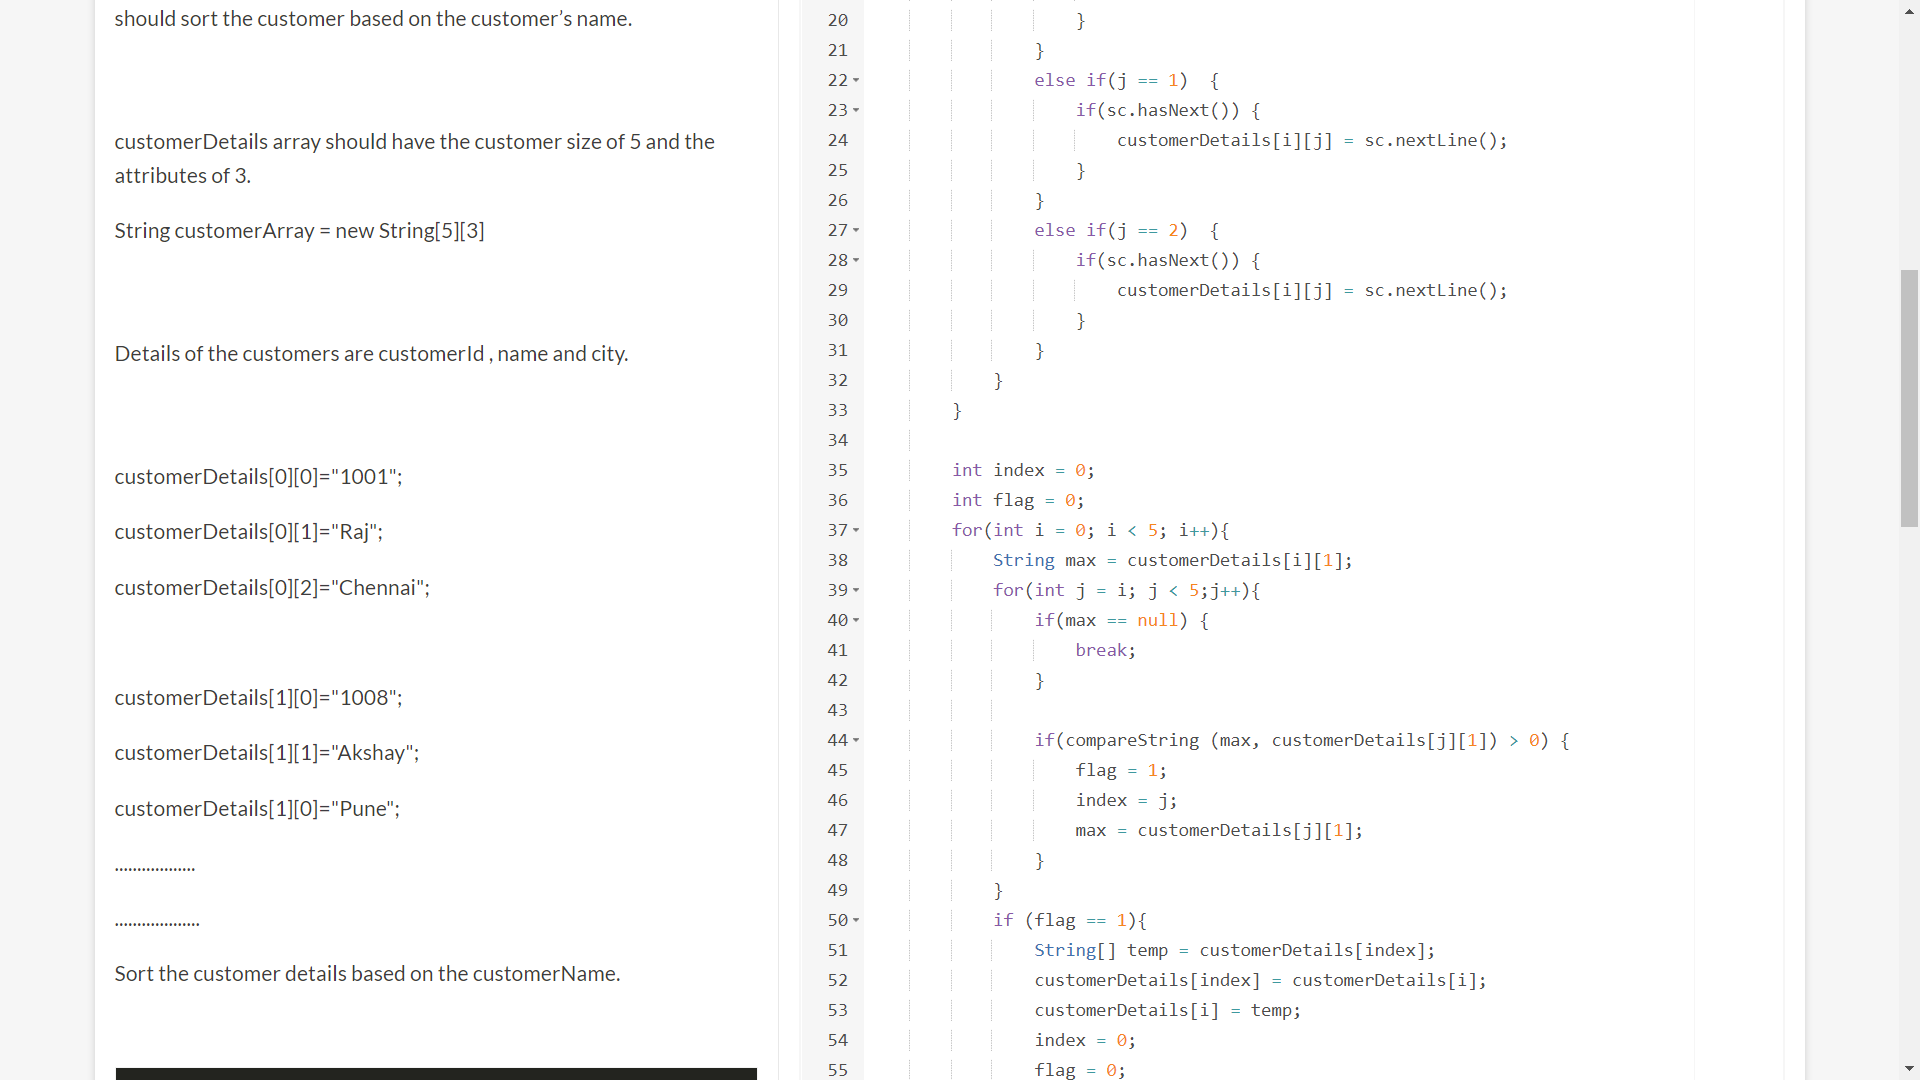 should sort the customer based on the customer’s name.
customerDetails array should have the customer size of 5 and the
attributes of 3.
String customerArray = new String[5][3]
Details of the customers are customerId , name and city.
customerDetails[0][0]="1001";
customerDetails[0][1]="Raj";
customerDetails[0][2]="Chennai";
customerDetails[1][0]="1008";
customerDetails[1][1]="Akshay";
customerDetails[1][0]="Pune";
..................
...................
Sort the customer details based on the customerName.
20 }
21 }
22 else if(j == 1)  {
23 if(sc.hasNext()) {
24 customerDetails[i][j] = sc.nextLine();
25 }
26 }
27 else if(j == 2)  {
28 if(sc.hasNext()) {
29 customerDetails[i][j] = sc.nextLine();
30 }
31 }
32 }
33 }
34
35 int index = 0;
36 int flag = 0;
37 for(int i = 0; i < 5; i++){
38 String max = customerDetails[i][1];
39 for(int j = i; j < 5;j++){
40 if(max == null) {
41 break;
42 }
43
44 if(compareString (max, customerDetails[j][1]) > 0) {
45 flag = 1;
46 index = j;
47 max = customerDetails[j][1];
48 }
49 }
50 if (flag == 1){
51 String[] temp = customerDetails[index];
52 customerDetails[index] = customerDetails[i];
53 customerDetails[i] = temp;
54 index = 0;
55 flag = 0;